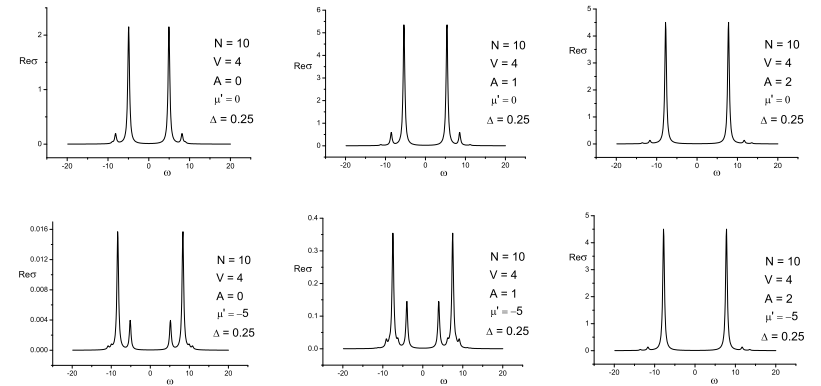 2
1
0
Reσ
-20 -10 0 10 20
ω
N = 10
V = 4
A = 0
μ' = 0
Δ = 0.25
6
5
4
3
2
1
0
Reσ
-20 -10 0 10 20
ω
N = 10
V = 4
A = 1
μ' = 0
Δ = 0.25
5
4
3
2
1
0
Reσ
-20 -10 0 10 20
ω
N = 10
V = 4
A = 2
μ' = 0
Δ = 0.25
0.016
0.012
0.008
0.004
0.000
Reσ
-20 -10 0 10 20
ω
N = 10
V = 4
A = 0
μ' = −5
Δ = 0.25
0.4
0.3
0.2
0.1
0.0
Reσ
-20 -10 0 10 20
ω
N = 10
V = 4
A = 1
μ' = −5
Δ = 0.25
5
4
3
2
1
0
Reσ
-20 -10 0 10 20
ω
N = 10
V = 4
A = 2
μ' = −5
Δ = 0.25